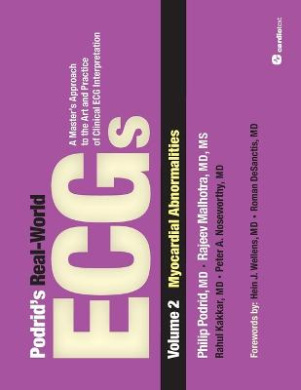 Podrid's Real-World
ECGs
A Master's Approach
to the Art and Practice
of Clinical ECG Interpretation
Volume 2 Myocardial Abnormalities
Philip Podrid, MD • Rajeev Malhotra, MD, MS
Rahul Kakkar, MD • Peter A. Noseworthy, MD
Forewords by: Hein J. Wellens, MD • Roman DeSanctis, MD
cardiotext